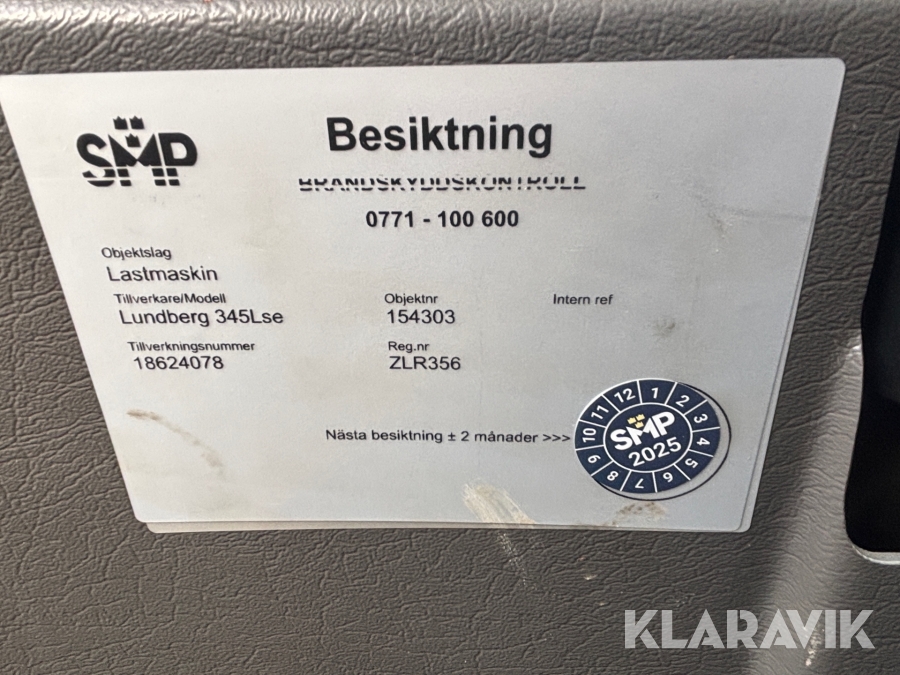 SMP
Besiktning
BRANDSKYDDSKONTROLL
0771 - 100 600
Objektslag
Lastmaskin
Tillverkare/Modell
Lundberg 345Lse
Objektnr
154303
Intern ref
Tillverkningsnummer
18624078
Reg.nr
ZLR356
Nästa besiktning ± 2 månader >>>
12 1 2 3 4 5 6 7 8 9 10 11
SMP
2025
KLARAVIK